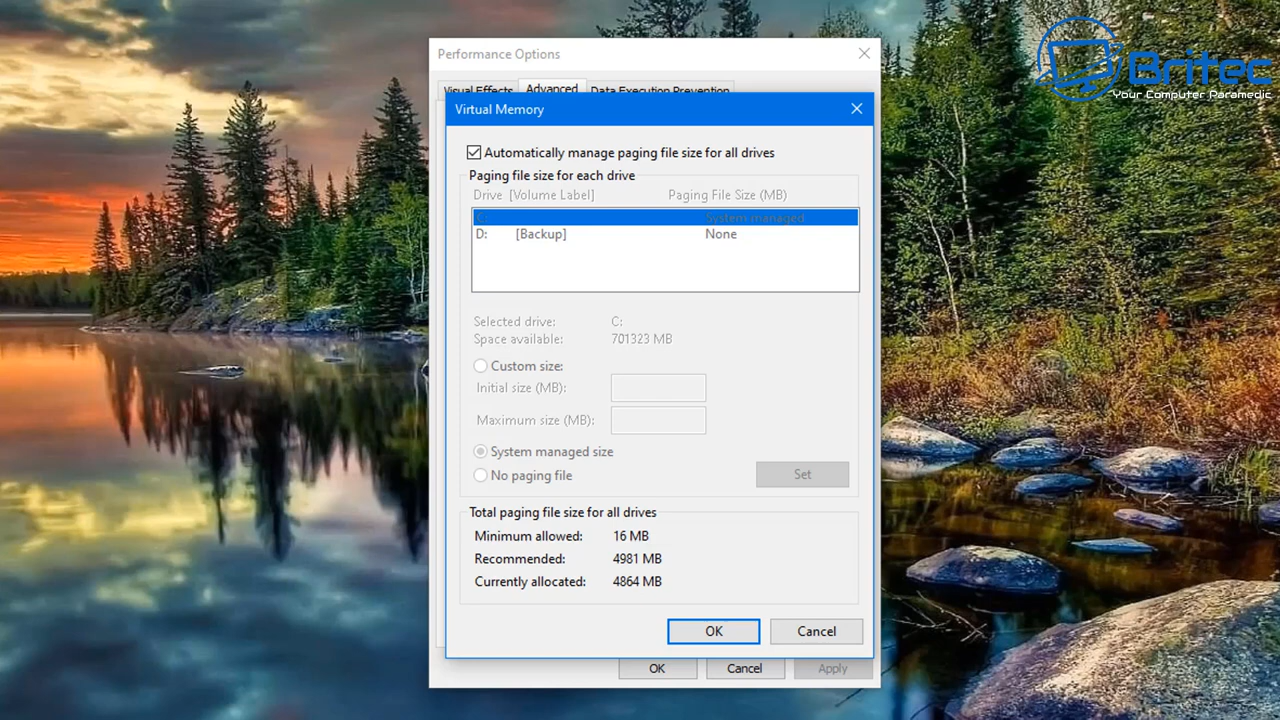 Performance Options
Britec
Your Computer Paramedic
Visual Effects Advanced Data Execution Prevention
Virtual Memory
Automatically manage paging file size for all drives
Paging file size for each drive
Drive [Volume Label] Paging File Size (MB)
C: System managed
D: [Backup] None
Selected drive: C:
Space available: 701323 MB
Custom size:
Initial size (MB):
Maximum size (MB):
System managed size
No paging file Set
Total paging file size for all drives
Minimum allowed: 16 MB
Recommended: 4981 MB
Currently allocated: 4864 MB
OK Cancel
OK Cancel Apply